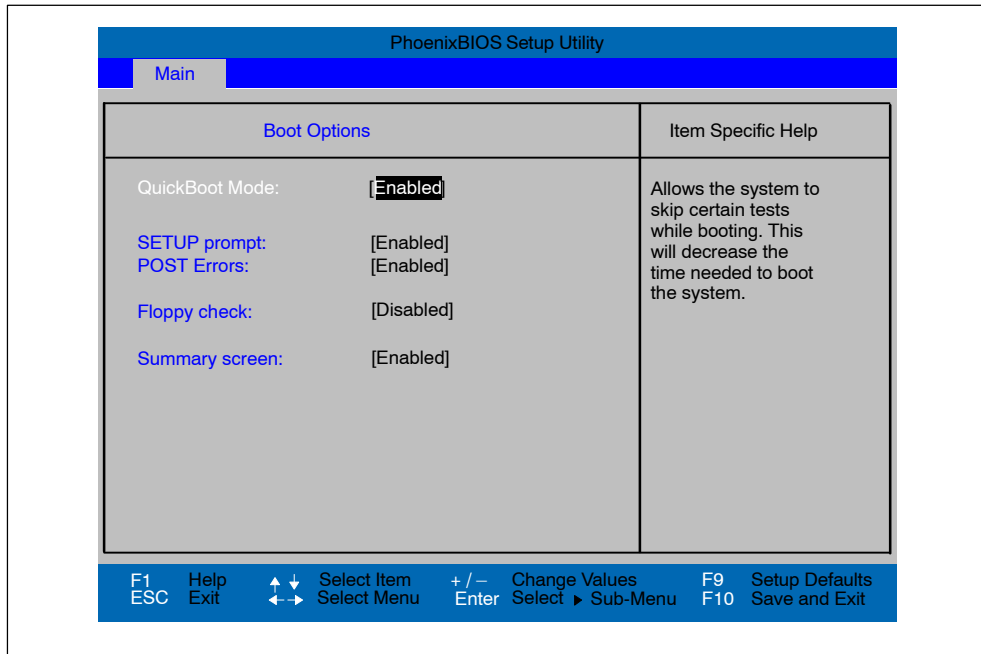 PhoenixBIOS Setup Utility
Main
Boot Options
Item Specific Help
QuickBoot Mode: [Enabled]
SETUP prompt: [Enabled]
POST Errors: [Enabled]
Floppy check: [Disabled]
Summary screen: [Enabled]
Allows the system to
skip certain tests
while booting. This
will decrease the
time needed to boot
the system.
F1 Help Select Item +/− Change Values F9 Setup Defaults
ESC Exit Select Menu Enter Select Sub-Menu F10 Save and Exit